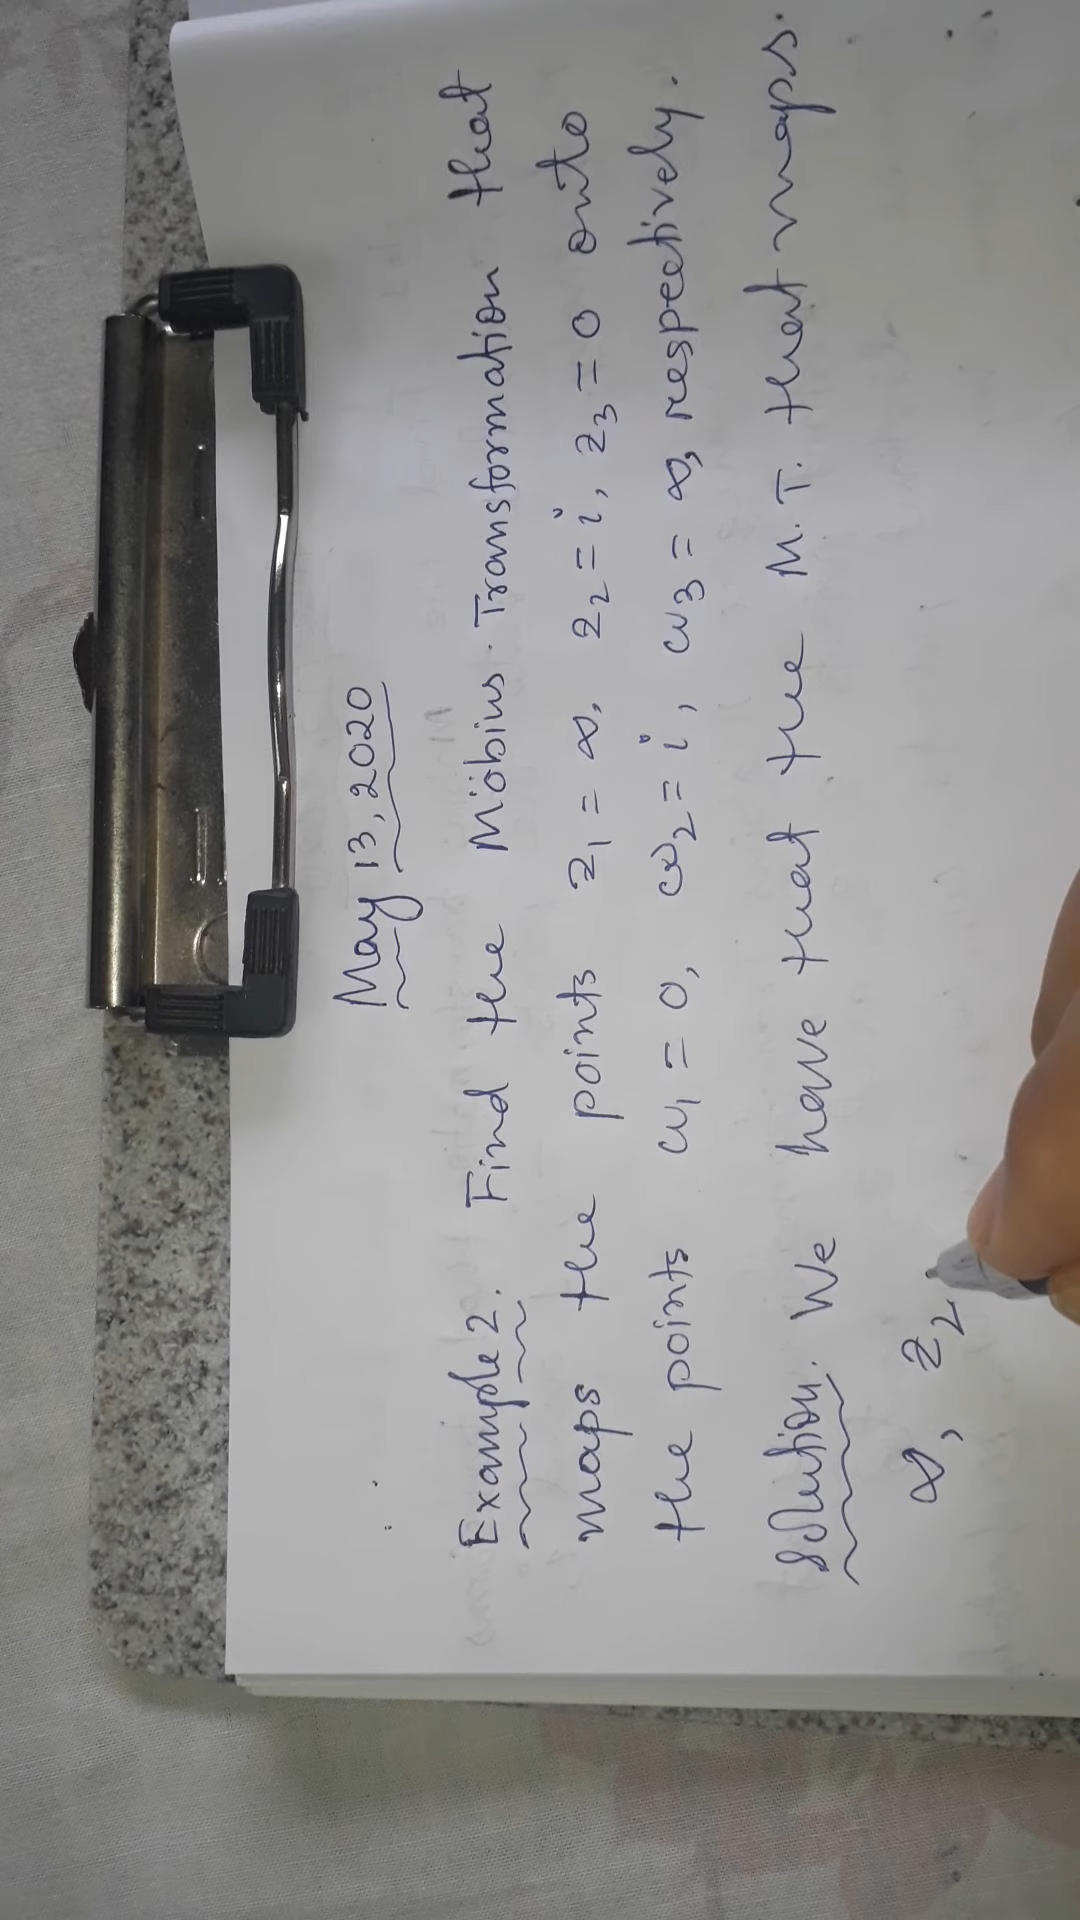 May 13, 2020
Example 2. Find the Möbius Transformation that
maps the points z₁ = ∞, z₂ = i, z₃ = 0 onto
the points w₁ = 0, w₂ = i, w₃ = ∞, respectively.
Solution. We have that the M. T. that maps
∞, z₂